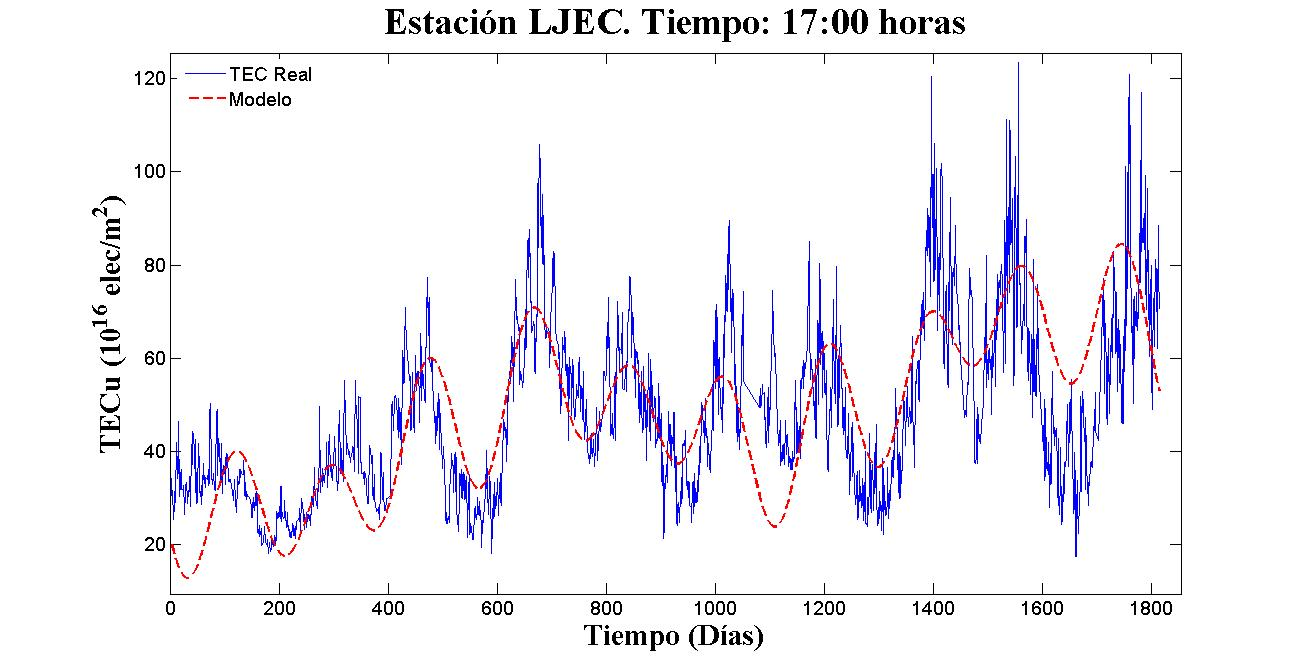 Estación LJEC. Tiempo: 17:00 horas
TEC Real
Modelo
120
100
80
60
40
20
TECu (10^16 elec/m^2)
0 200 400 600 800 1000 1200 1400 1600 1800
Tiempo (Días)